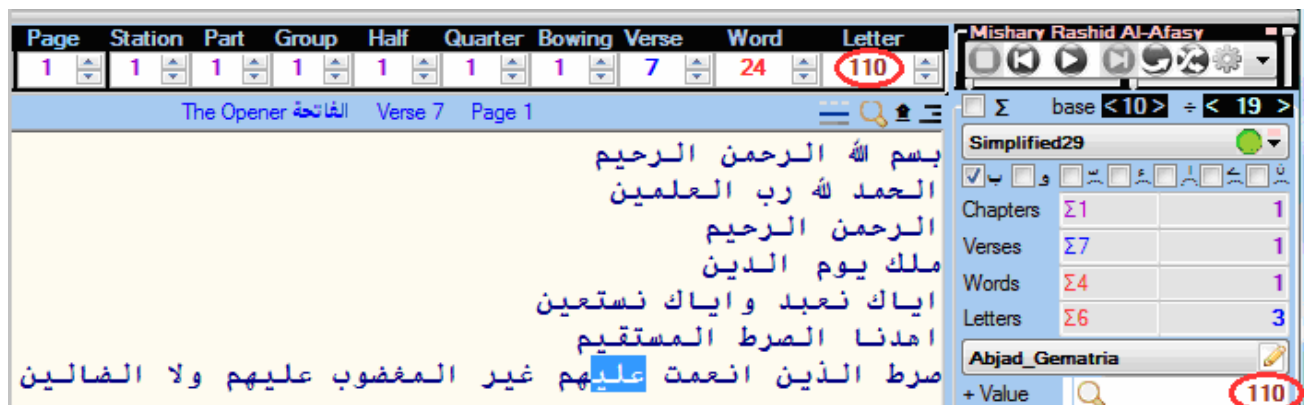 Page Station Part Group Half Quarter Bowing Verse Word Letter
1 1 1 1 1 1 1 7 24 110
The Opener الفاتحة Verse 7 Page 1
بسم الله الرحمن الرحيم
الحمد لله رب العلمين
الرحمن الرحيم
ملك يوم الدين
اياك نعبد واياك نستعين
اهدنا الصرط المستقيم
صرط الذين انعمت عليهم غير المغضوب عليهم ولا الضالين
Mishary Rashid Al-Afasy
Σ base < 10 > ÷ < 19 >
Simplified29
ب و
Chapters Σ1 1
Verses Σ7 1
Words Σ4 1
Letters Σ6 3
Abjad_Gematria
+ Value 110